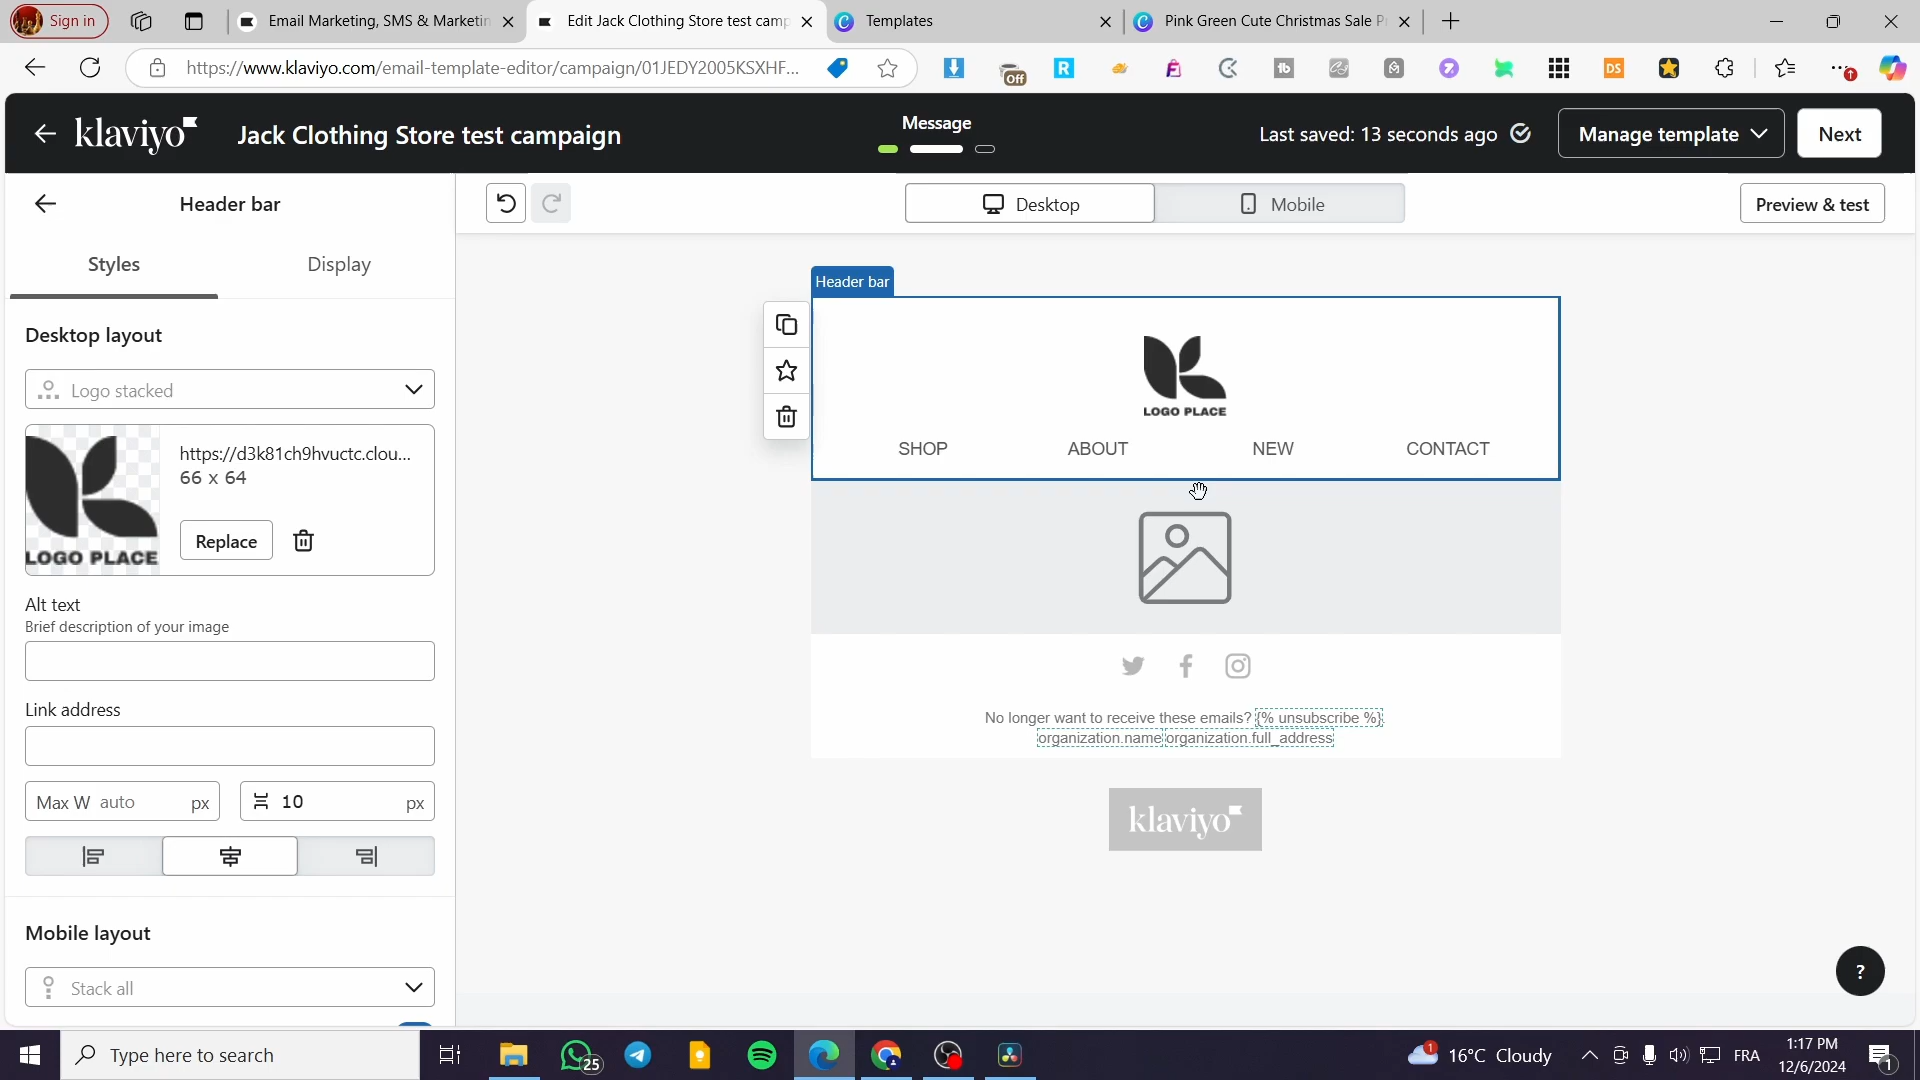 Sign in
Email Marketing, SMS & Marketin
Edit Jack Clothing Store test camp
Templates
Pink Green Cute Christmas Sale P
https://www.klaviyo.com/email-template-editor/campaign/01JEDY2005KSXHF...
Off
R
tb
DS
klaviyo
Jack Clothing Store test campaign
Message
Last saved: 13 seconds ago
Manage template
Next
Header bar
Desktop
Mobile
Preview & test
Styles
Display
Header bar
Desktop layout
Logo stacked
LOGO PLACE
https://d3k81ch9hvuctc.clou...
66 x 64
Replace
LOGO PLACE
SHOP
ABOUT
NEW
CONTACT
Alt text
Brief description of your image
Link address
Max W auto px
10 px
No longer want to receive these emails? {% unsubscribe %}.
organization.name organization.full_address
klaviyo
Mobile layout
Stack all
?
Type here to search
25
1
16°C Cloudy
FRA
1:17 PM
12/6/2024
1